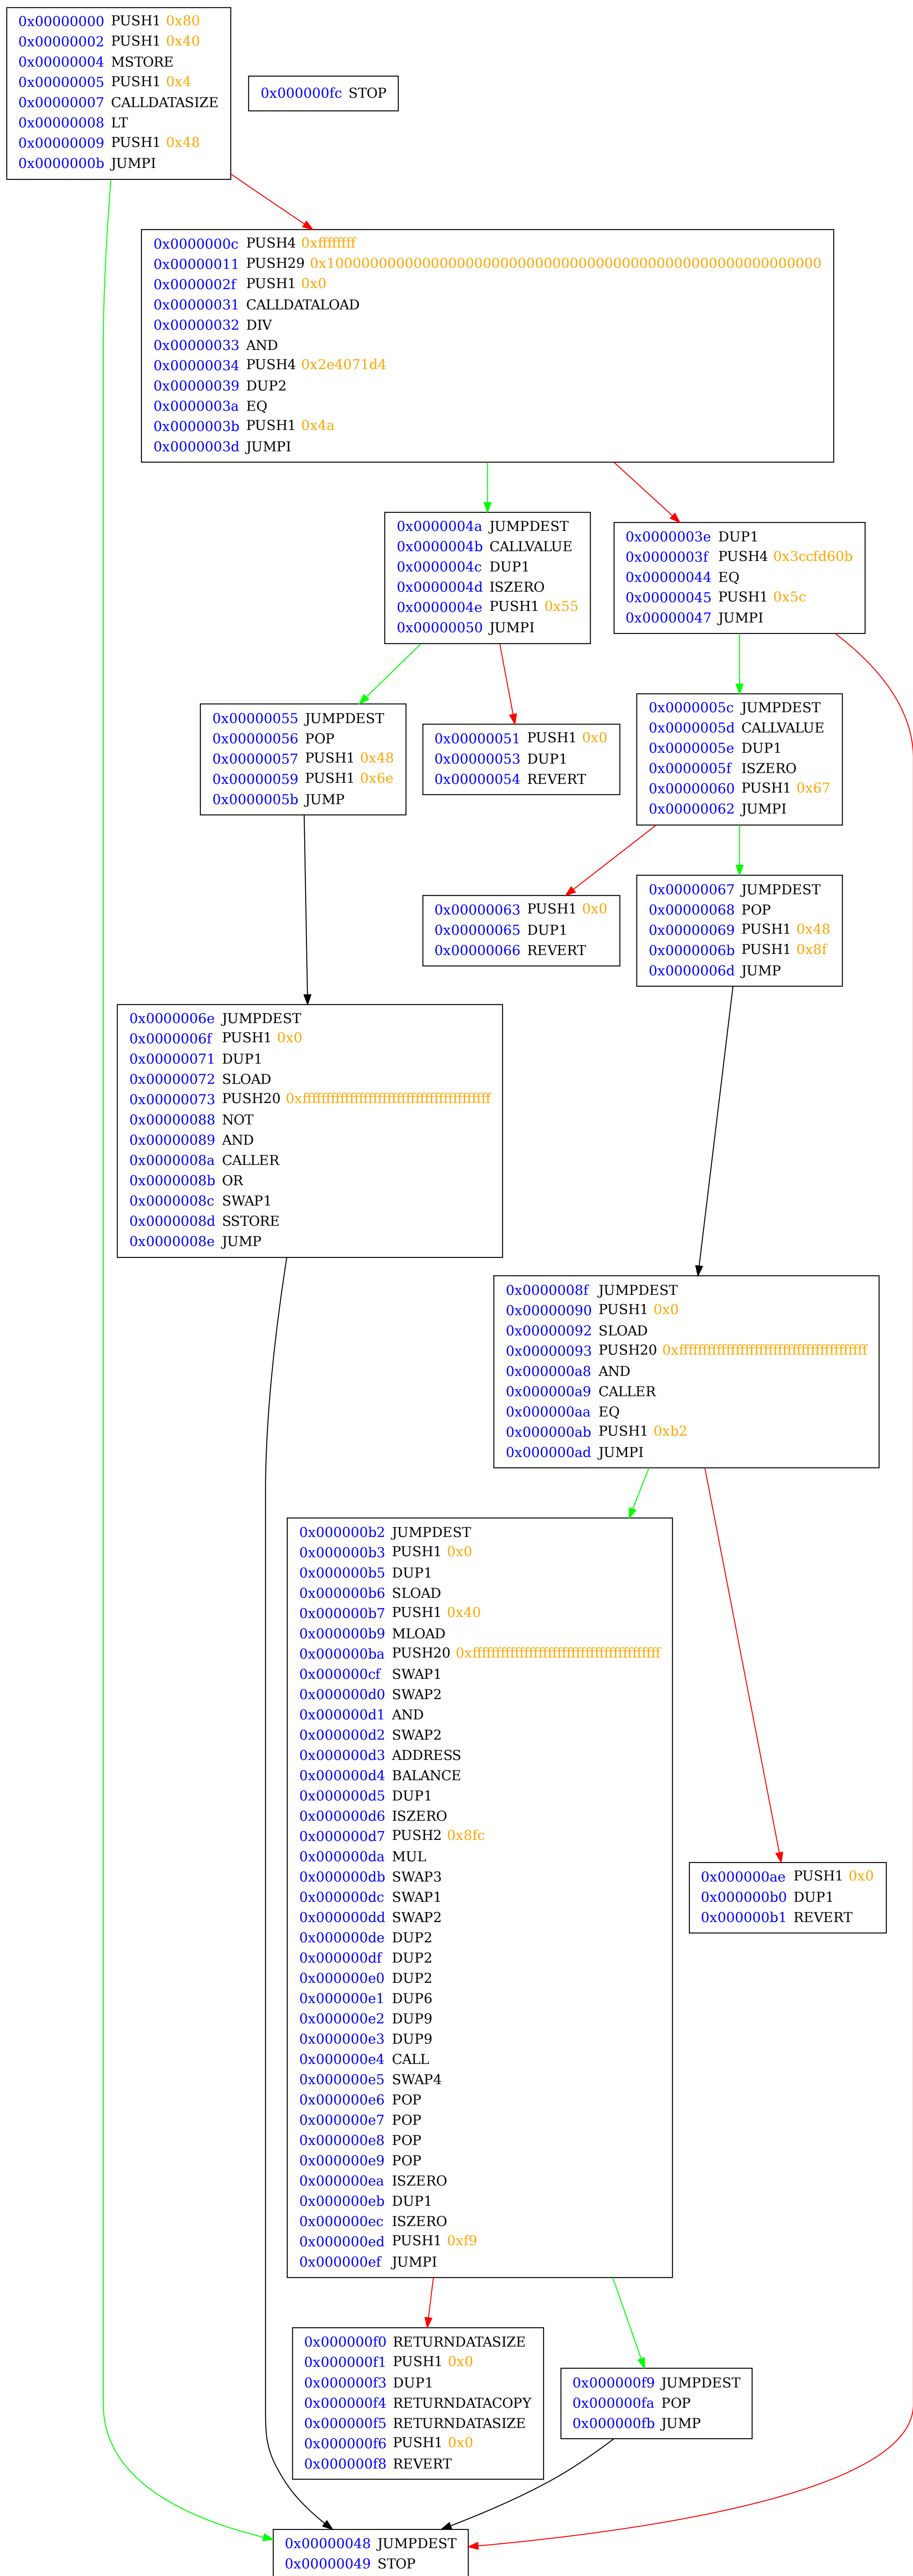 0x00000000 PUSH1 0x80
0x00000002 PUSH1 0x40
0x00000004 MSTORE
0x00000005 PUSH1 0x4
0x00000007 CALLDATASIZE
0x00000008 LT
0x00000009 PUSH1 0x48
0x0000000b JUMPI
0x000000fc STOP
0x0000000c PUSH4 0xffffffff
0x00000011 PUSH29 0x100000000000000000000000000000000000000000000000000000000
0x0000002f PUSH1 0x0
0x00000031 CALLDATALOAD
0x00000032 DIV
0x00000033 AND
0x00000034 PUSH4 0x2e4071d4
0x00000039 DUP2
0x0000003a EQ
0x0000003b PUSH1 0x4a
0x0000003d JUMPI
0x0000004a JUMPDEST
0x0000004b CALLVALUE
0x0000004c DUP1
0x0000004d ISZERO
0x0000004e PUSH1 0x55
0x00000050 JUMPI
0x0000003e DUP1
0x0000003f PUSH4 0x3ccfd60b
0x00000044 EQ
0x00000045 PUSH1 0x5c
0x00000047 JUMPI
0x00000055 JUMPDEST
0x00000056 POP
0x00000057 PUSH1 0x48
0x00000059 PUSH1 0x6e
0x0000005b JUMP
0x00000051 PUSH1 0x0
0x00000053 DUP1
0x00000054 REVERT
0x0000005c JUMPDEST
0x0000005d CALLVALUE
0x0000005e DUP1
0x0000005f ISZERO
0x00000060 PUSH1 0x67
0x00000062 JUMPI
0x00000063 PUSH1 0x0
0x00000065 DUP1
0x00000066 REVERT
0x00000067 JUMPDEST
0x00000068 POP
0x00000069 PUSH1 0x48
0x0000006b PUSH1 0x8f
0x0000006d JUMP
0x0000006e JUMPDEST
0x0000006f PUSH1 0x0
0x00000071 DUP1
0x00000072 SLOAD
0x00000073 PUSH20 0xffffffffffffffffffffffffffffffffffffffff
0x00000088 NOT
0x00000089 AND
0x0000008a CALLER
0x0000008b OR
0x0000008c SWAP1
0x0000008d SSTORE
0x0000008e JUMP
0x0000008f JUMPDEST
0x00000090 PUSH1 0x0
0x00000092 SLOAD
0x00000093 PUSH20 0xffffffffffffffffffffffffffffffffffffffff
0x000000a8 AND
0x000000a9 CALLER
0x000000aa EQ
0x000000ab PUSH1 0xb2
0x000000ad JUMPI
0x000000b2 JUMPDEST
0x000000b3 PUSH1 0x0
0x000000b5 DUP1
0x000000b6 SLOAD
0x000000b7 PUSH1 0x40
0x000000b9 MLOAD
0x000000ba PUSH20 0xffffffffffffffffffffffffffffffffffffffff
0x000000cf SWAP1
0x000000d0 SWAP2
0x000000d1 AND
0x000000d2 SWAP2
0x000000d3 ADDRESS
0x000000d4 BALANCE
0x000000d5 DUP1
0x000000d6 ISZERO
0x000000d7 PUSH2 0x8fc
0x000000da MUL
0x000000db SWAP3
0x000000dc SWAP1
0x000000dd SWAP2
0x000000de DUP2
0x000000df DUP2
0x000000e0 DUP2
0x000000e1 DUP6
0x000000e2 DUP9
0x000000e3 DUP9
0x000000e4 CALL
0x000000e5 SWAP4
0x000000e6 POP
0x000000e7 POP
0x000000e8 POP
0x000000e9 POP
0x000000ea ISZERO
0x000000eb DUP1
0x000000ec ISZERO
0x000000ed PUSH1 0xf9
0x000000ef JUMPI
0x000000ae PUSH1 0x0
0x000000b0 DUP1
0x000000b1 REVERT
0x000000f0 RETURNDATASIZE
0x000000f1 PUSH1 0x0
0x000000f3 DUP1
0x000000f4 RETURNDATACOPY
0x000000f5 RETURNDATASIZE
0x000000f6 PUSH1 0x0
0x000000f8 REVERT
0x000000f9 JUMPDEST
0x000000fa POP
0x000000fb JUMP
0x00000048 JUMPDEST
0x00000049 STOP